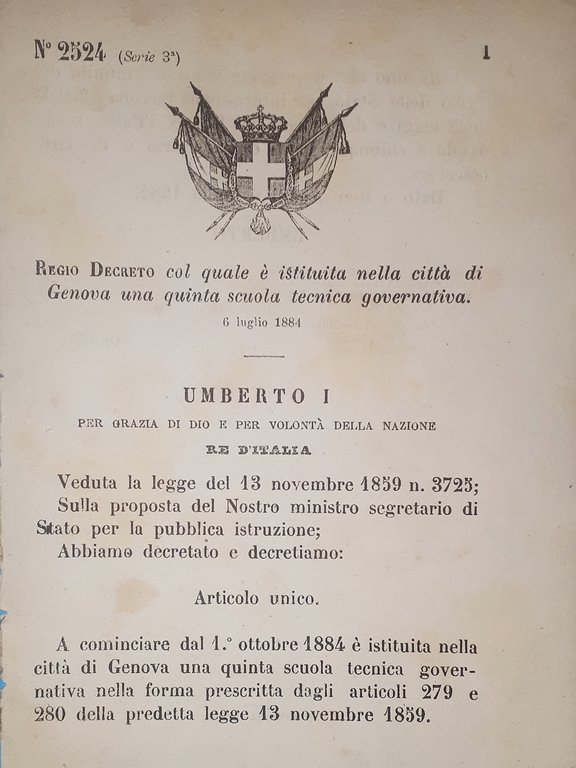 N° 2524 (Serie 3ª) 1
REGIO DECRETO col quale è istituita nella città di
Genova una quinta scuola tecnica governativa.
6 luglio 1884
UMBERTO I
PER GRAZIA DI DIO E PER VOLONTÀ DELLA NAZIONE
RE D'ITALIA
Veduta la legge del 13 novembre 1859 n. 3725;
Sulla proposta del Nostro ministro segretario di
Stato per la pubblica istruzione;
Abbiamo decretato e decretiamo:
Articolo unico.
A cominciare dal 1.° ottobre 1884 è istituita nella
città di Genova una quinta scuola tecnica gover-
nativa nella forma prescritta dagli articoli 279 e
280 della predetta legge 13 novembre 1859.